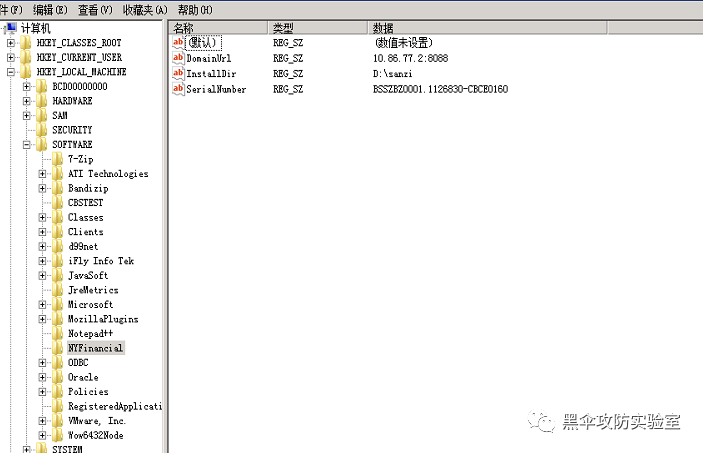 件(F) 编辑(E) 查看(V) 收藏夹(A) 帮助(H)
计算机
HKEY_CLASSES_ROOT
HKEY_CURRENT_USER
HKEY_LOCAL_MACHINE
BCD00000000
HARDWARE
SAM
SECURITY
SOFTWARE
7-Zip
ATI Technologies
Bandizip
CBSTEST
Classes
Clients
d99net
iFly Info Tek
JavaSoft
JreMetrics
Microsoft
MozillaPlugins
Notepad++
NYFinancial
ODBC
Oracle
Policies
RegisteredApplicati
VMware, Inc.
Wow6432Node
SYSTEM
名称 类型 数据
ab (默认) REG_SZ (数值未设置)
ab DomainUrl REG_SZ 10.86.77.2:8088
ab InstallDir REG_SZ D:\sanzi
ab SerialNumber REG_SZ BSSZBZ0001.1126830-CBCE0160
黑伞攻防实验室